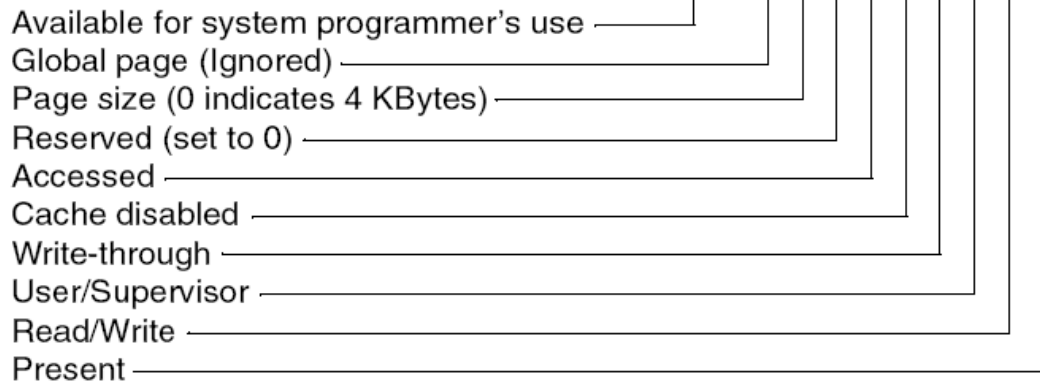 Available for system programmer's use
Global page (Ignored)
Page size (0 indicates 4 KBytes)
Reserved (set to 0)
Accessed
Cache disabled
Write-through
User/Supervisor
Read/Write
Present